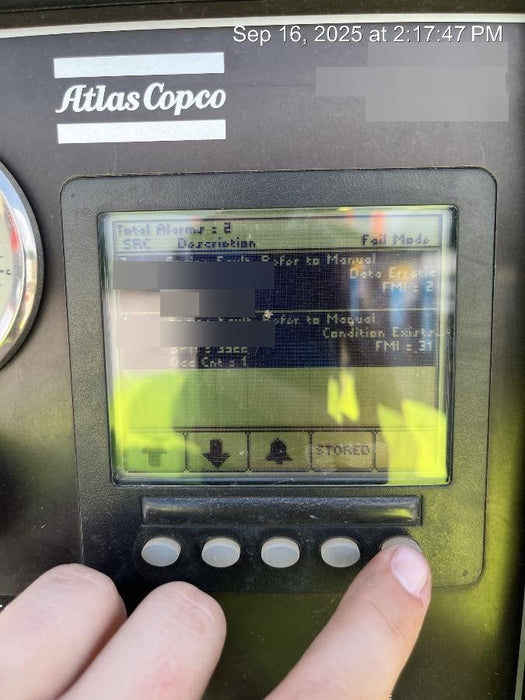 Sep 16, 2025 at 2:17:47 PM
Atlas Copco
Total Alarms : 2
SRC Description Fail Mode
Refer to Manual
Data Erratic
FMI : 2
Refer to Manual
Condition Exists
FMI : 31
Occ Cnt : 1
STORED